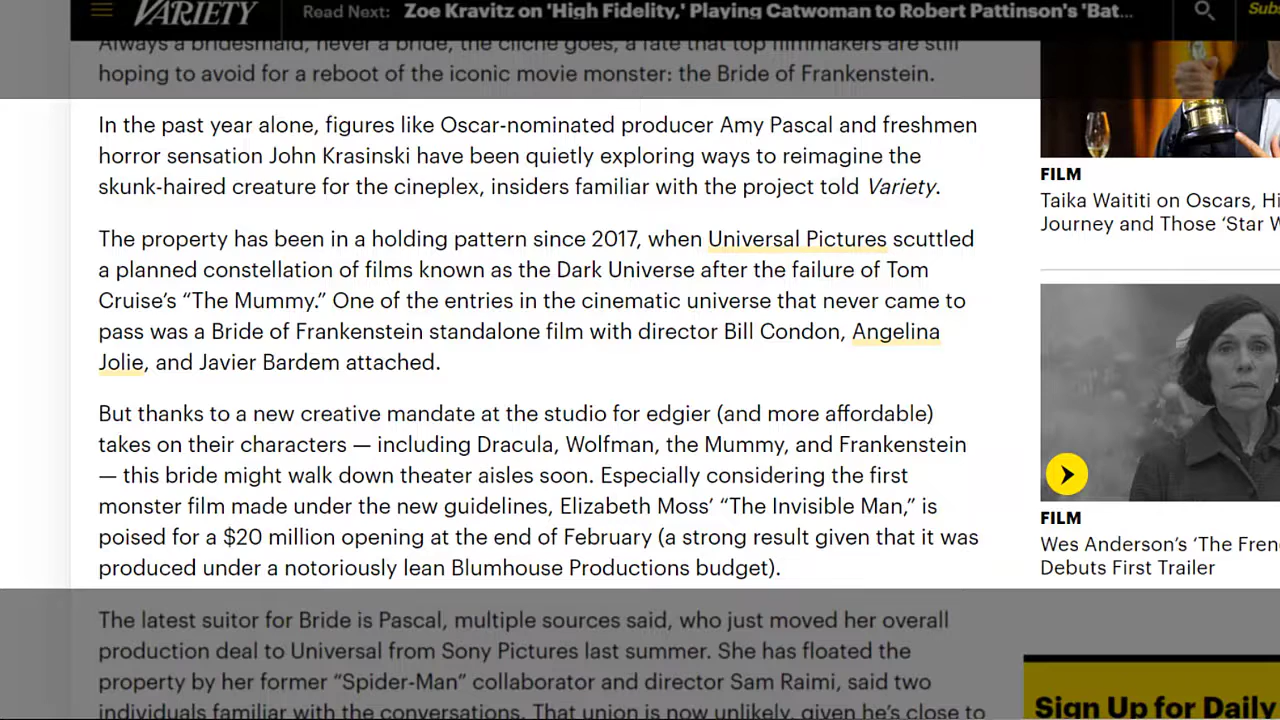 VARIETY
Read Next: Zoe Kravitz on 'High Fidelity,' Playing Catwoman to Robert Pattinson's 'Bat...
Subs
Always a bridesmaid, never a bride, the cliche goes, a fate that top filmmakers are still
hoping to avoid for a reboot of the iconic movie monster: the Bride of Frankenstein.
In the past year alone, figures like Oscar-nominated producer Amy Pascal and freshmen
horror sensation John Krasinski have been quietly exploring ways to reimagine the
skunk-haired creature for the cineplex, insiders familiar with the project told Variety.
The property has been in a holding pattern since 2017, when Universal Pictures scuttled
a planned constellation of films known as the Dark Universe after the failure of Tom
Cruise's “The Mummy.” One of the entries in the cinematic universe that never came to
pass was a Bride of Frankenstein standalone film with director Bill Condon, Angelina
Jolie, and Javier Bardem attached.
But thanks to a new creative mandate at the studio for edgier (and more affordable)
takes on their characters — including Dracula, Wolfman, the Mummy, and Frankenstein
— this bride might walk down theater aisles soon. Especially considering the first
monster film made under the new guidelines, Elizabeth Moss’ “The Invisible Man,” is
poised for a $20 million opening at the end of February (a strong result given that it was
produced under a notoriously lean Blumhouse Productions budget).
The latest suitor for Bride is Pascal, multiple sources said, who just moved her overall
production deal to Universal from Sony Pictures last summer. She has floated the
property by her former “Spider-Man” collaborator and director Sam Raimi, said two
individuals familiar with the conversations. That union is now unlikely, given he’s close to
FILM
Taika Waititi on Oscars, Hi
Journey and Those ‘Star W
FILM
Wes Anderson’s ‘The Fren
Debuts First Trailer
Sign Up for Daily